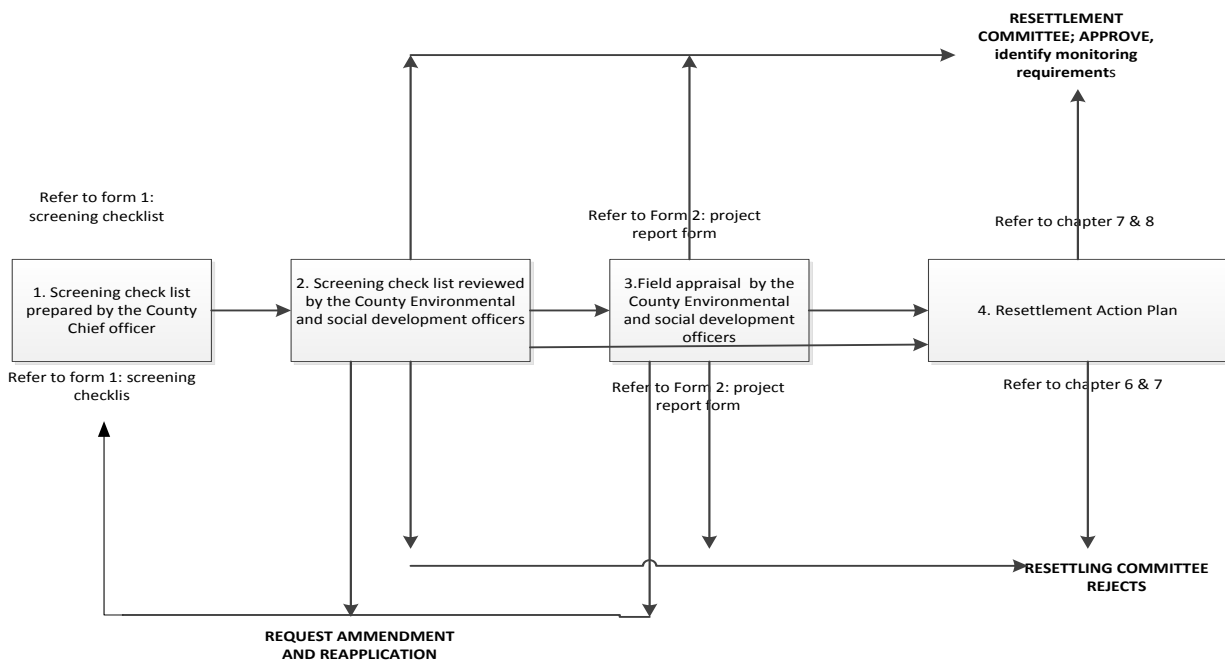 RESETTLEMENT
COMMITTEE; APPROVE,
identify monitoring
requirements
Refer to form 1:
screening checklist
Refer to Form 2: project
report form
Refer to chapter 7 & 8
1. Screening check list
prepared by the County
Chief officer
2. Screening check list reviewed
by the County Environmental
and social development officers
3.Field appraisal by the
County Environmental
and social development
officers
4. Resettlement Action Plan
Refer to form 1: screening
checklis
Refer to Form 2: project
report form
Refer to chapter 6 & 7
RESETTLING COMMITTEE
REJECTS
REQUEST AMMENDMENT
AND REAPPLICATION